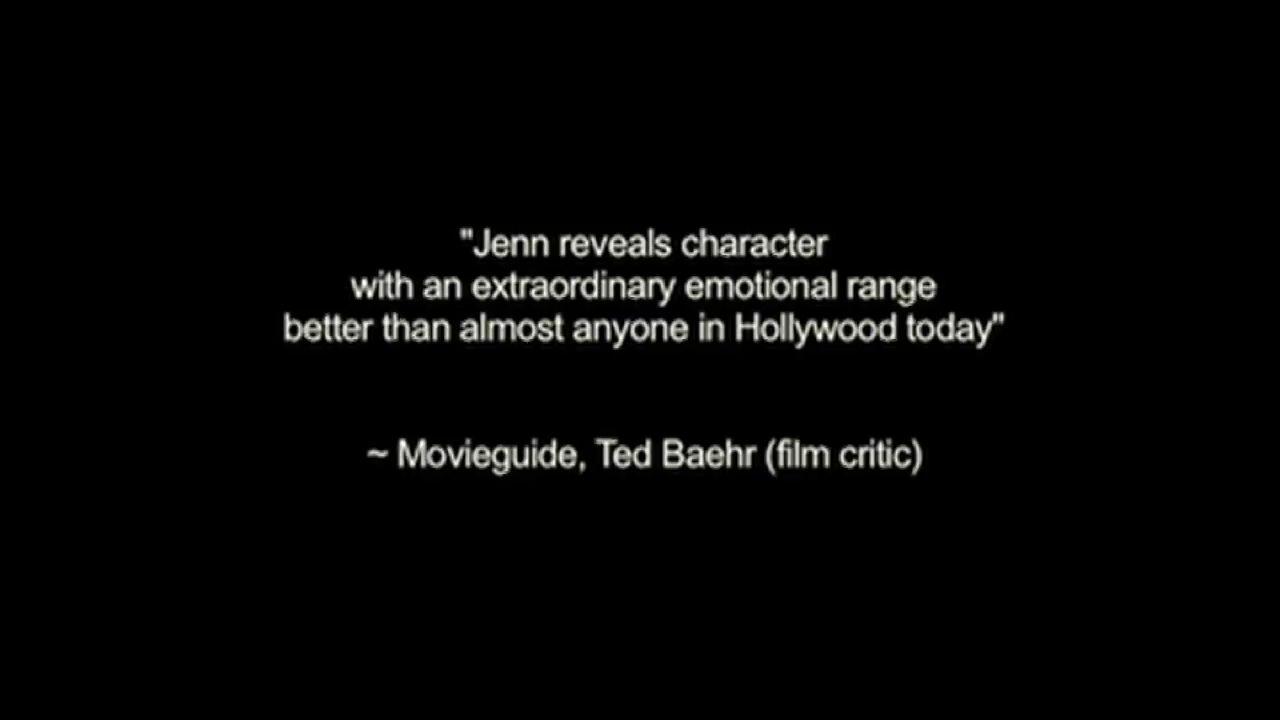 "Jenn reveals character
with an extraordinary emotional range
better than almost anyone in Hollywood today"
~ Movieguide, Ted Baehr (film critic)